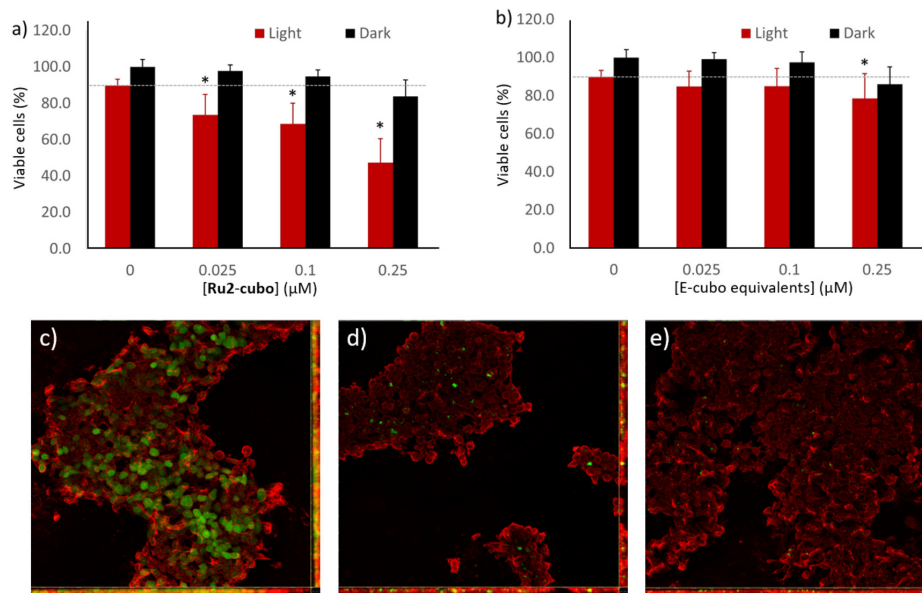 a)
120.0
100.0
80.0
60.0
40.0
20.0
0.0
Viable cells (%)
Light Dark
*
*
*
0 0.025 0.1 0.25
[Ru2-cubo] (µM)
b)
120.0
100.0
80.0
60.0
40.0
20.0
0.0
Viable cells (%)
Light Dark
*
0 0.025 0.1 0.25
[E-cubo equivalents] (µM)
c)
d)
e)